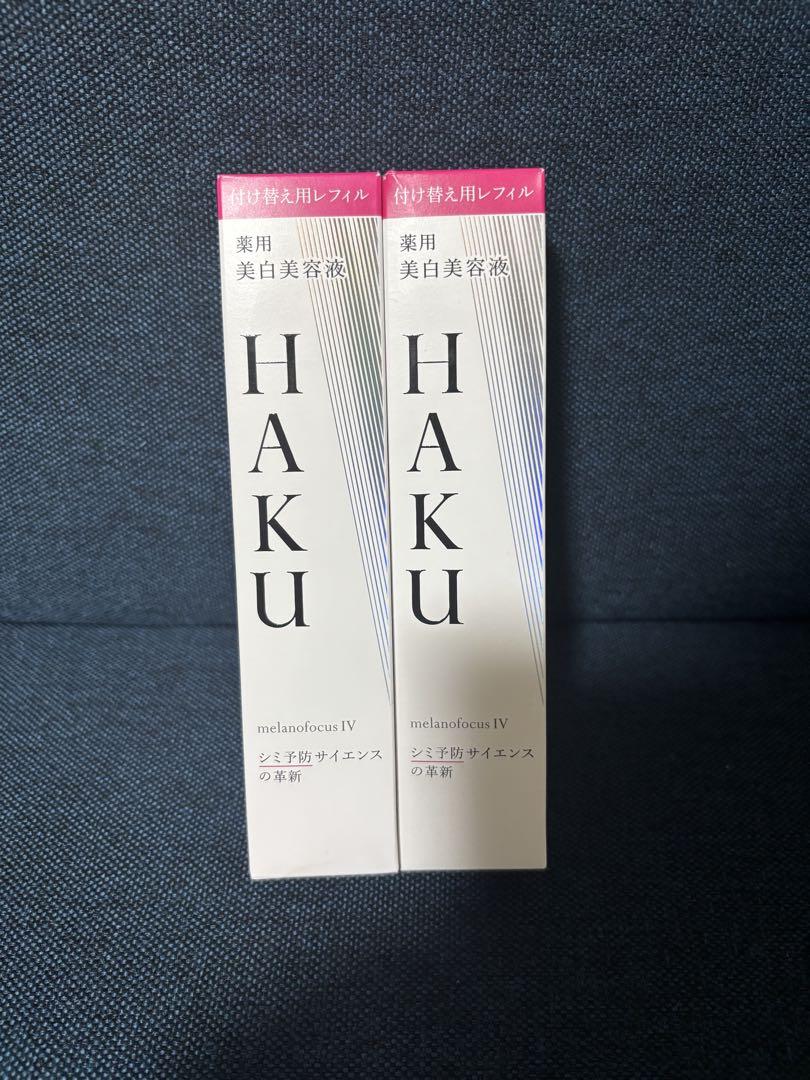 付け替え用レフィル
薬用
美白美容液
HAKU
melanofocus IV
シミ予防サイエンス
の革新
付け替え用レフィル
薬用
美白美容液
HAKU
melanofocus IV
シミ予防サイエンス
の革新